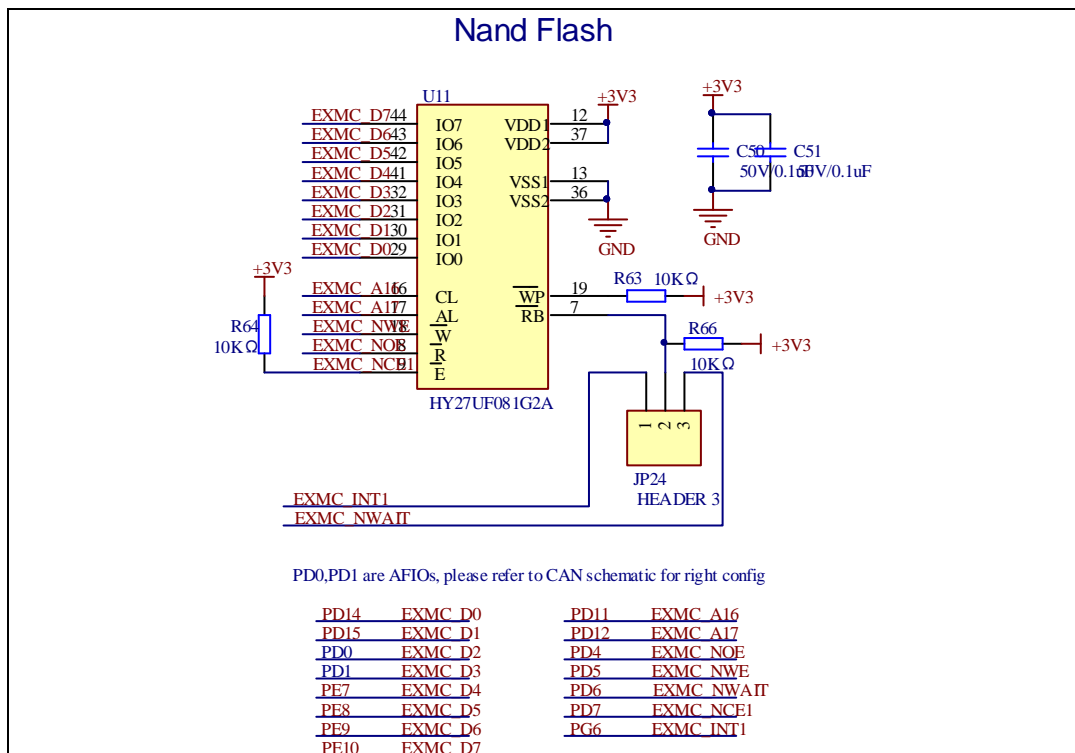 Nand Flash
U11
EXMC_D7 44 IO7 VDD1 12 +3V3
EXMC_D6 43 IO6 VDD2 37
EXMC_D5 42 IO5
EXMC_D4 41 IO4 VSS1 13
EXMC_D3 32 IO3 VSS2 36
EXMC_D2 31 IO2
EXMC_D1 30 IO1 GND
EXMC_D0 29 IO0
+3V3
C50 C51
50V/0.1uF 50V/0.1uF
GND
+3V3
EXMC_A16 16 CL WP 19 R63 10KΩ +3V3
EXMC_A17 17 AL RB 7
EXMC_NWE 18 W
EXMC_NOE 8 R
EXMC_NCE1 9 E
R64
10KΩ
R66 +3V3
10KΩ
HY27UF081G2A
1 2 3
JP24
HEADER 3
EXMC_INT1
EXMC_NWAIT
PD0,PD1 are AFIOs, please refer to CAN schematic for right config
PD14 EXMC_D0 PD11 EXMC_A16
PD15 EXMC_D1 PD12 EXMC_A17
PD0 EXMC_D2 PD4 EXMC_NOE
PD1 EXMC_D3 PD5 EXMC_NWE
PE7 EXMC_D4 PD6 EXMC_NWAIT
PE8 EXMC_D5 PD7 EXMC_NCE1
PE9 EXMC_D6 PG6 EXMC_INT1
PE10 EXMC_D7